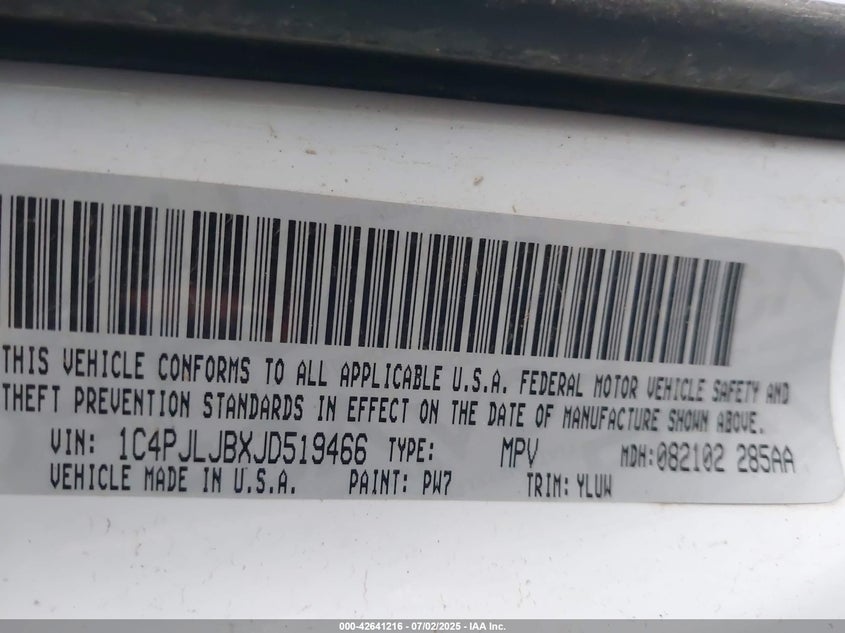 THIS VEHICLE CONFORMS TO ALL APPLICABLE U.S.A. FEDERAL MOTOR VEHICLE SAFETY AND
THEFT PREVENTION STANDARDS IN EFFECT ON THE DATE OF MANUFACTURE SHOWN ABOVE.
VIN: 1C4PJLJBXJD519466 TYPE: MPV MDH:082102 285AA
VEHICLE MADE IN U.S.A. PAINT: PW7 TRIM: YLUW
000-42641216 - 07/02/2025 - IAA Inc.